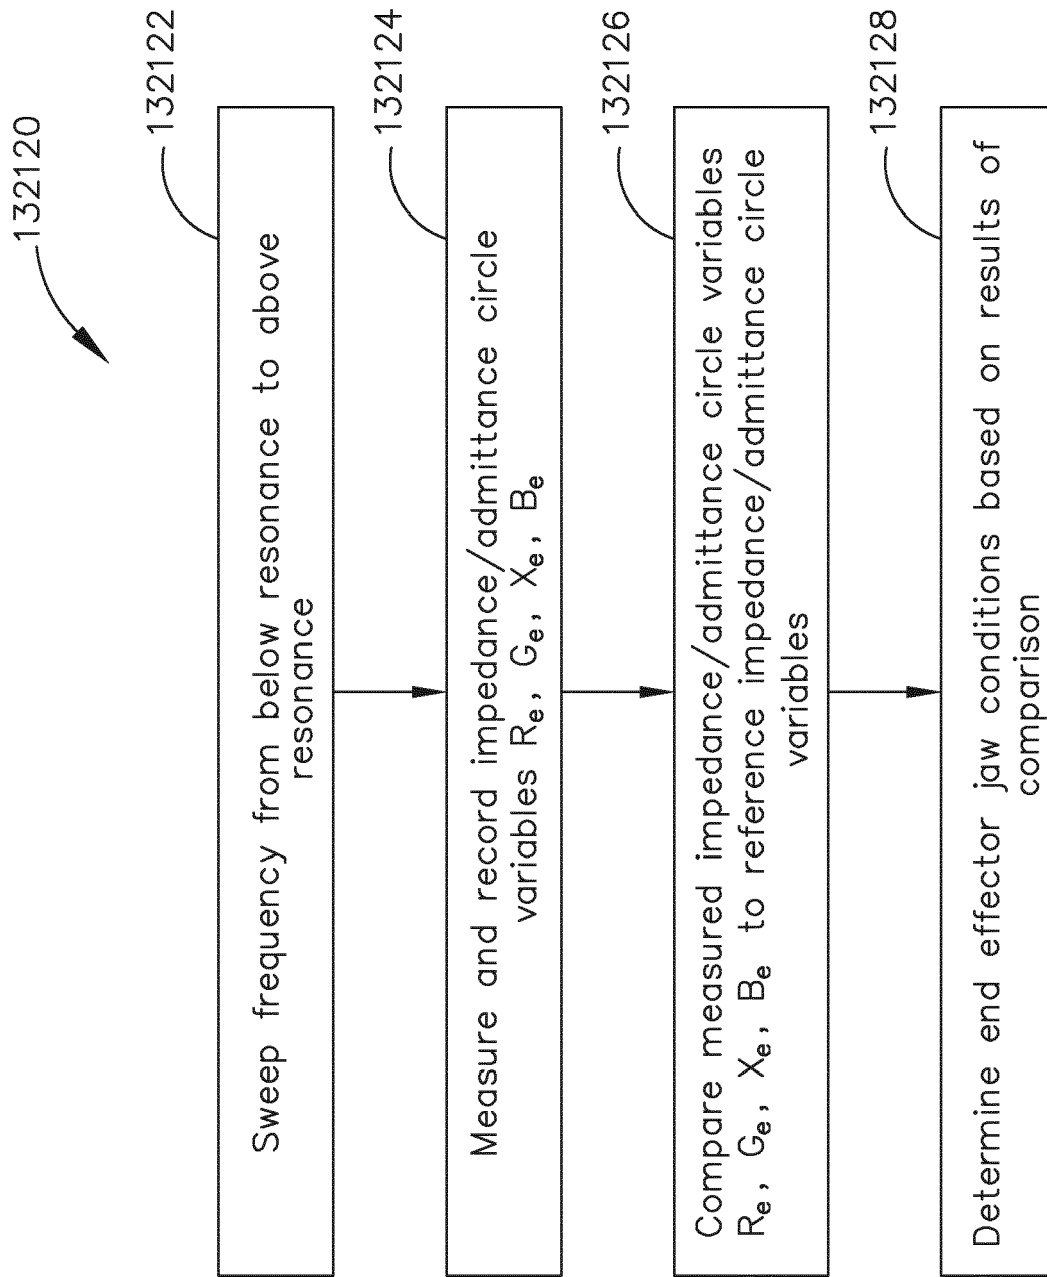 132120
132122
Sweep frequency from below resonance to above
resonance
132124
Measure and record impedance/admittance circle
variables Re, Ge, Xe, Be
132126
Compare measured impedance/admittance circle variables
Re, Ge, Xe, Be to reference impedance/admittance circle
variables
132128
Determine end effector jaw conditions based on results of
comparison